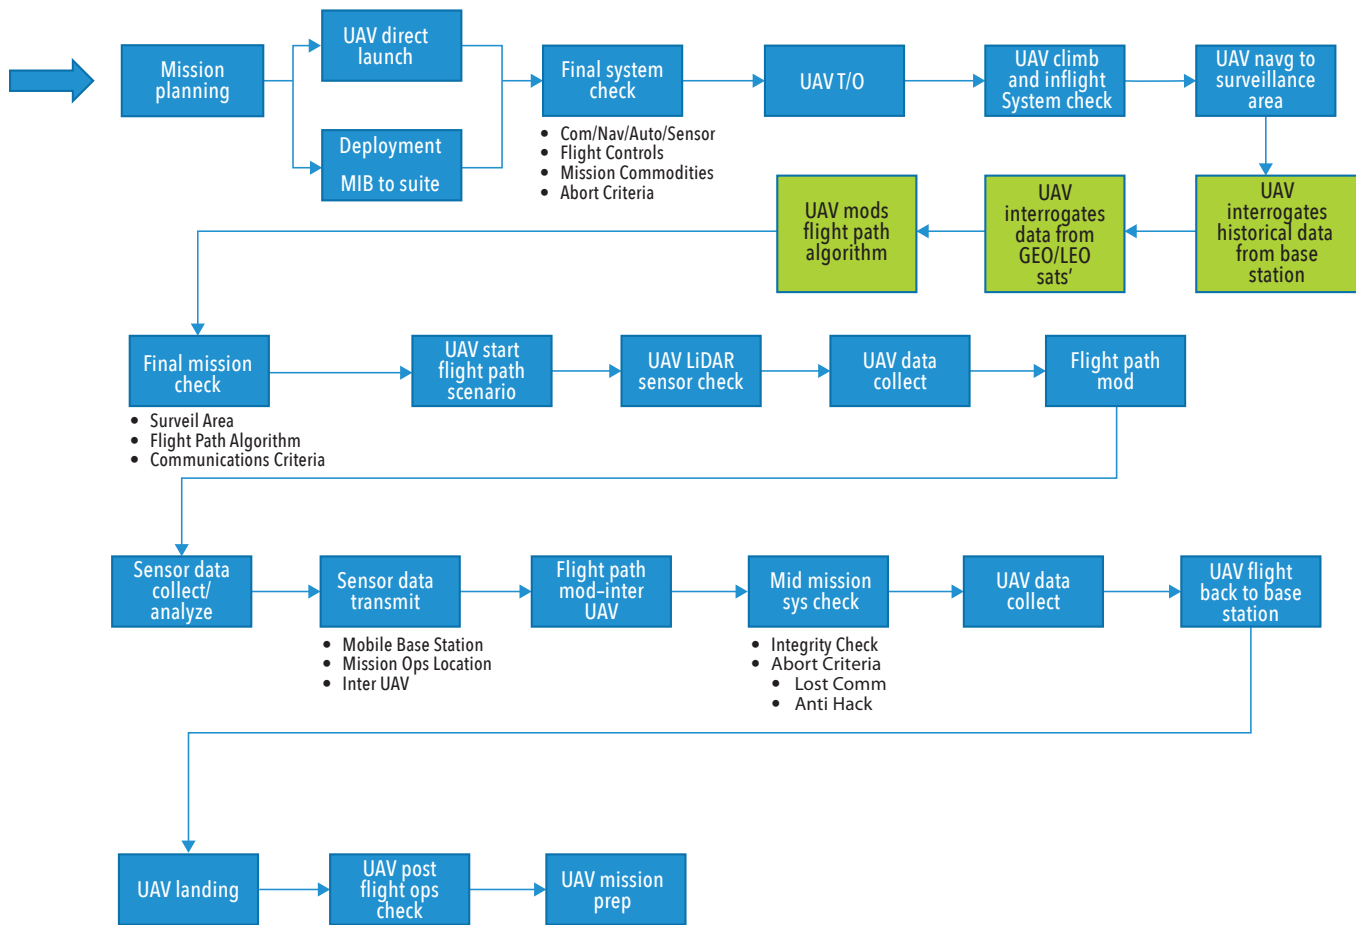 Mission
planning
UAV direct
launch
Deployment
MIB to suite
Final system
check
• Com/Nav/Auto/Sensor
• Flight Controls
• Mission Commodities
• Abort Criteria
UAV T/O
UAV climb
and inflight
System check
UAV navg to
surveillance
area
UAV
interrogates
historical data
from base
station
UAV
interrogates
data from
GEO/LEO
sats’
UAV mods
flight path
algorithm
Final mission
check
• Surveil Area
• Flight Path Algorithm
• Communications Criteria
UAV start
flight path
scenario
UAV LiDAR
sensor check
UAV data
collect
Flight path
mod
Sensor data
collect/
analyze
Sensor data
transmit
• Mobile Base Station
• Mission Ops Location
• Inter UAV
Flight path
mod–inter
UAV
Mid mission
sys check
• Integrity Check
• Abort Criteria
• Lost Comm
• Anti Hack
UAV data
collect
UAV flight
back to base
station
UAV landing
UAV post
flight ops
check
UAV mission
prep